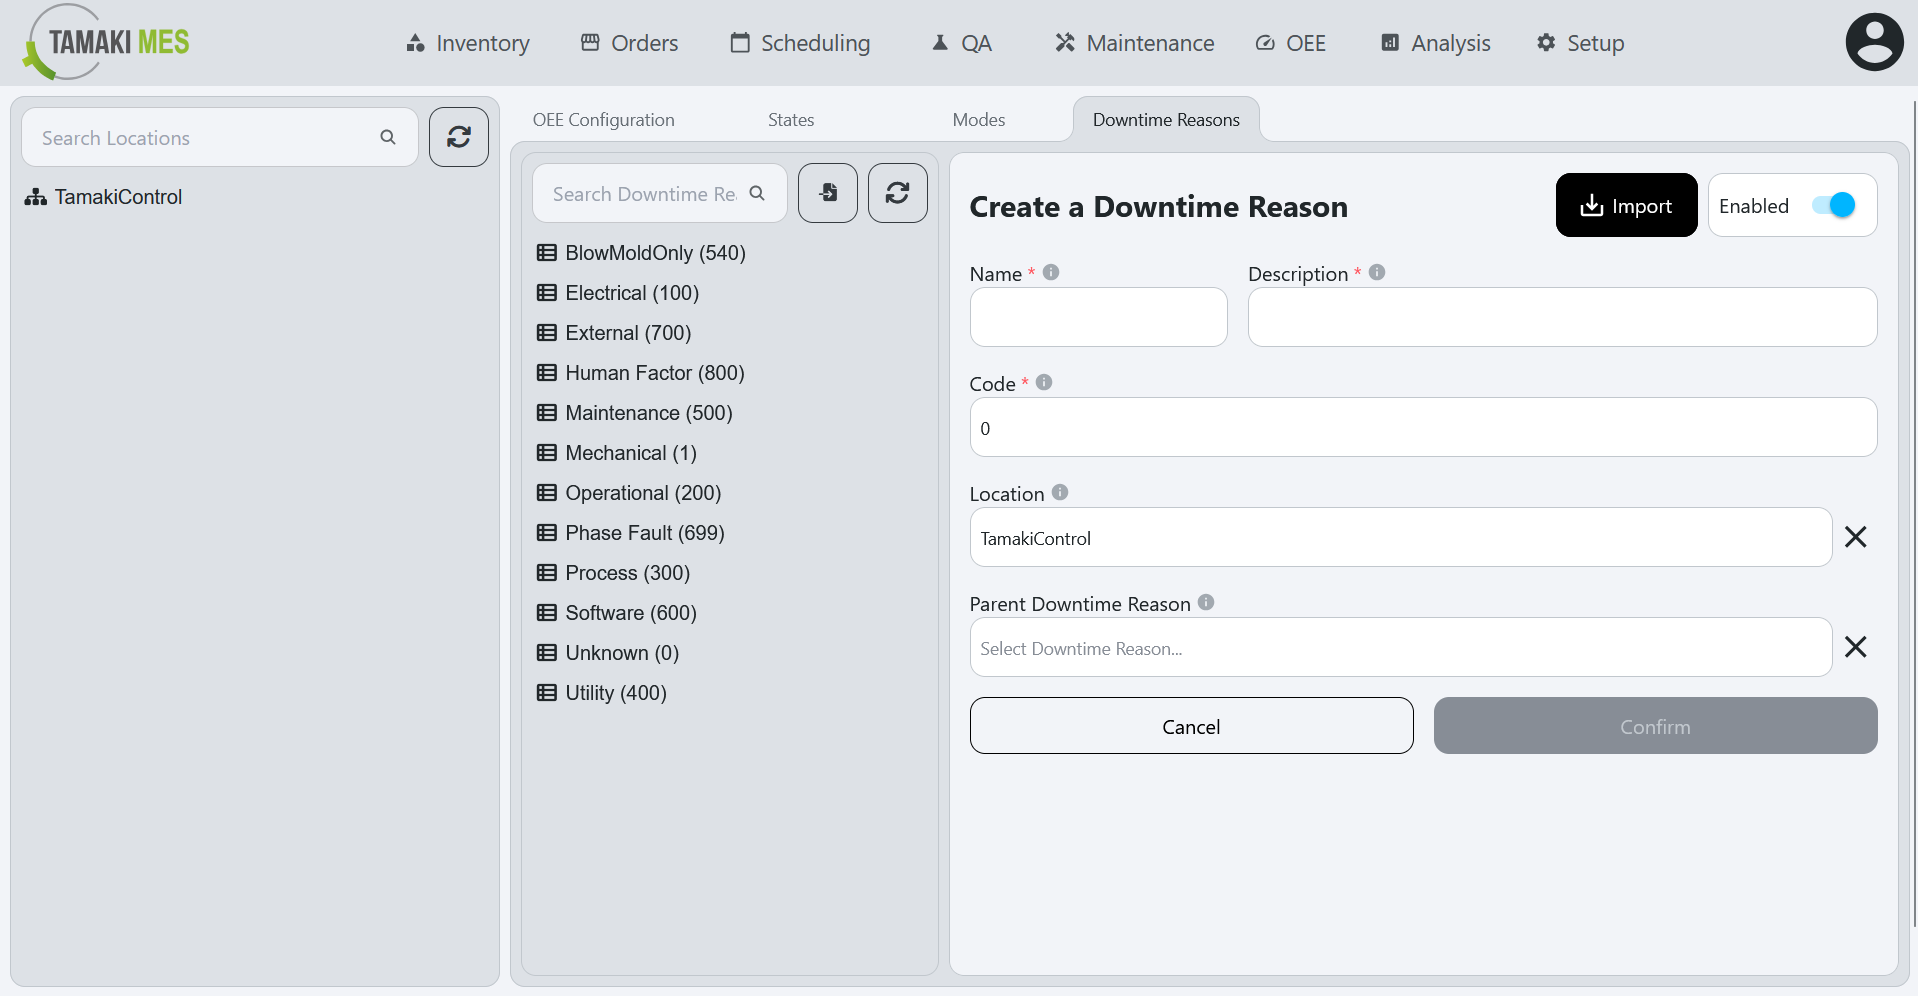 TAMAKI MES
Inventory
Orders
Scheduling
QA
Maintenance
OEE
Analysis
Setup
Search Locations
TamakiControl
OEE Configuration
States
Modes
Downtime Reasons
Search Downtime Re
BlowMoldOnly (540)
Electrical (100)
External (700)
Human Factor (800)
Maintenance (500)
Mechanical (1)
Operational (200)
Phase Fault (699)
Process (300)
Software (600)
Unknown (0)
Utility (400)
Create a Downtime Reason
Import
Enabled
Name *
Description *
Code *
0
Location
TamakiControl
Parent Downtime Reason
Select Downtime Reason...
Cancel
Confirm